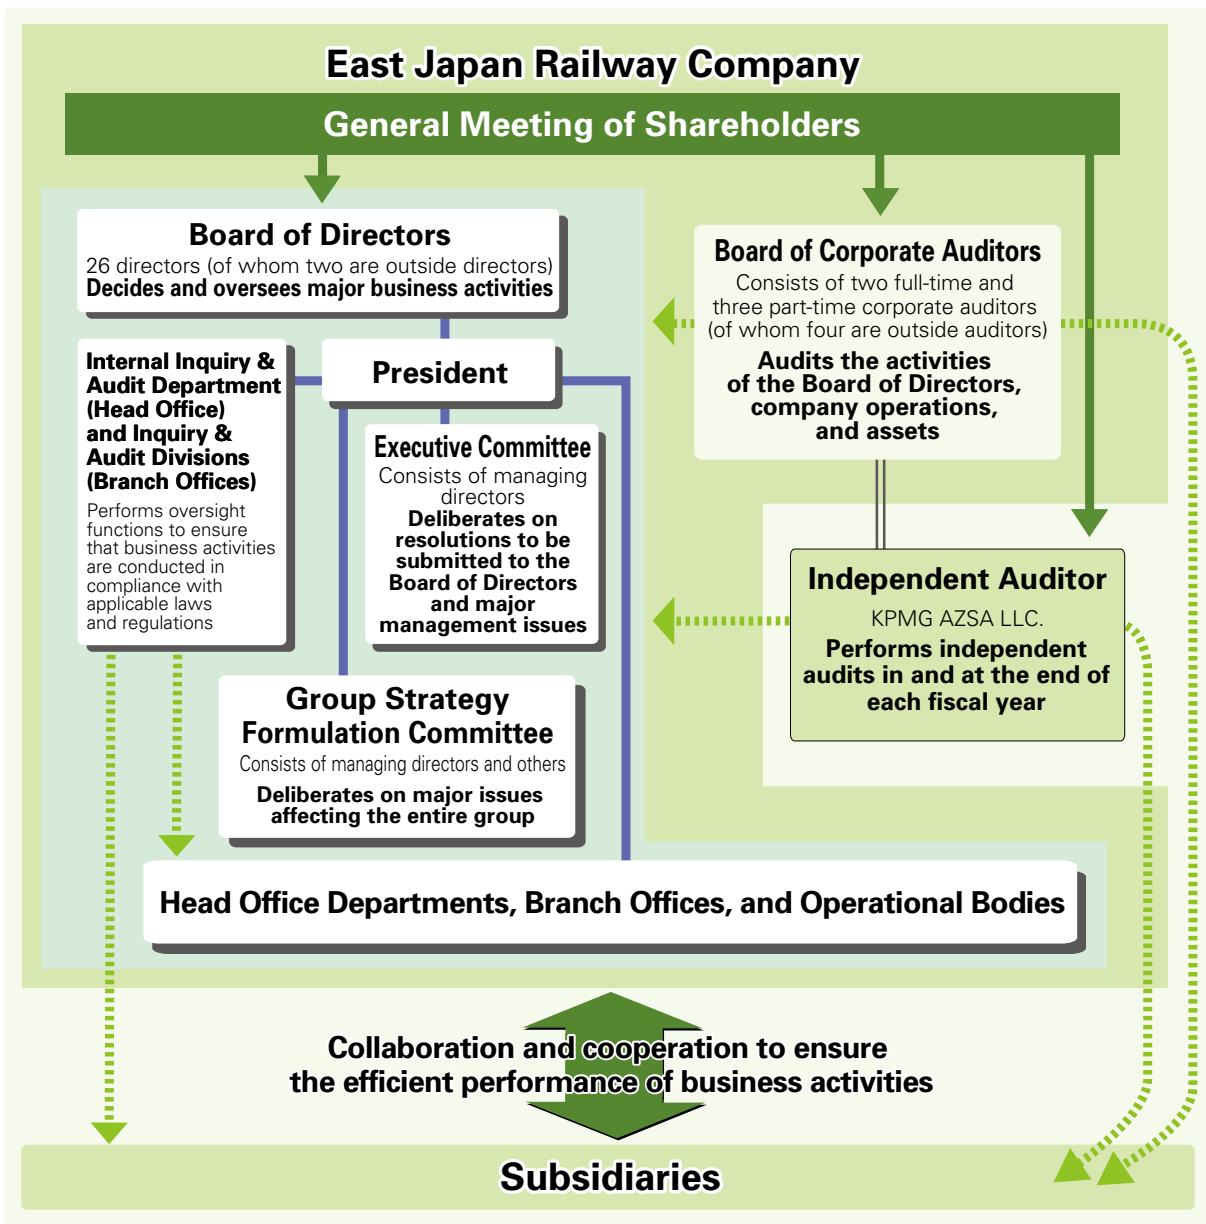 East Japan Railway Company
General Meeting of Shareholders
Board of Directors
26 directors (of whom two are outside directors)
Decides and oversees major business activities
Board of Corporate Auditors
Consists of two full-time and
three part-time corporate auditors
(of whom four are outside auditors)
Audits the activities
of the Board of Directors,
company operations,
and assets
Internal Inquiry &
Audit Department
(Head Office)
and Inquiry &
Audit Divisions
(Branch Offices)
Performs oversight
functions to ensure
that business activities
are conducted in
compliance with
applicable laws
and regulations
President
Executive Committee
Consists of managing
directors
Deliberates on
resolutions to be
submitted to the
Board of Directors
and major
management issues
Independent Auditor
KPMG AZSA LLC.
Performs independent
audits in and at the end of
each fiscal year
Group Strategy
Formulation Committee
Consists of managing directors and others
Deliberates on major issues
affecting the entire group
Head Office Departments, Branch Offices, and Operational Bodies
Collaboration and cooperation to ensure
the efficient performance of business activities
Subsidiaries